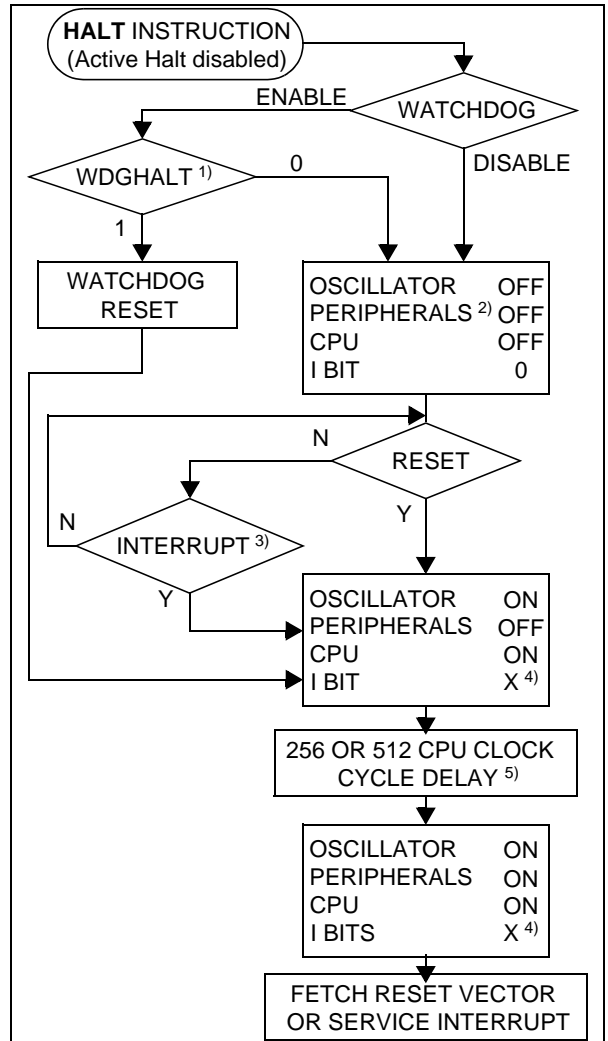 HALT INSTRUCTION
(Active Halt disabled)
ENABLE
WATCHDOG
DISABLE
WDGHALT 1)
0
1
WATCHDOG
RESET
OSCILLATOR OFF
PERIPHERALS 2) OFF
CPU OFF
I BIT 0
N
RESET
Y
N
INTERRUPT 3)
Y
OSCILLATOR ON
PERIPHERALS OFF
CPU ON
I BIT X 4)
256 OR 512 CPU CLOCK
CYCLE DELAY 5)
OSCILLATOR ON
PERIPHERALS ON
CPU ON
I BITS X 4)
FETCH RESET VECTOR
OR SERVICE INTERRUPT